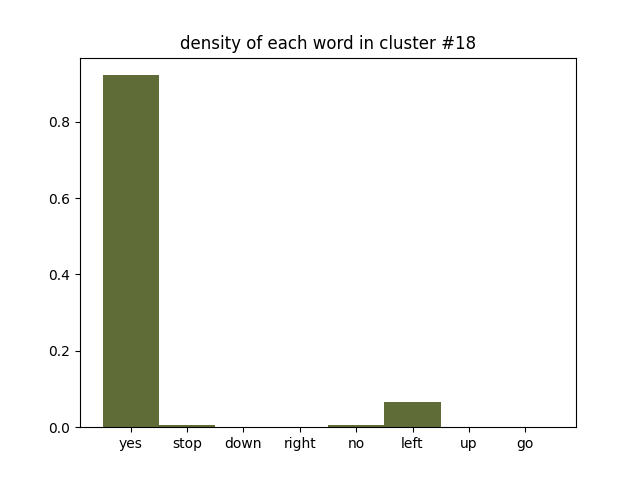 density of each word in cluster #18
0.8
0.6
0.4
0.2
0.0
yes stop down right no left up go